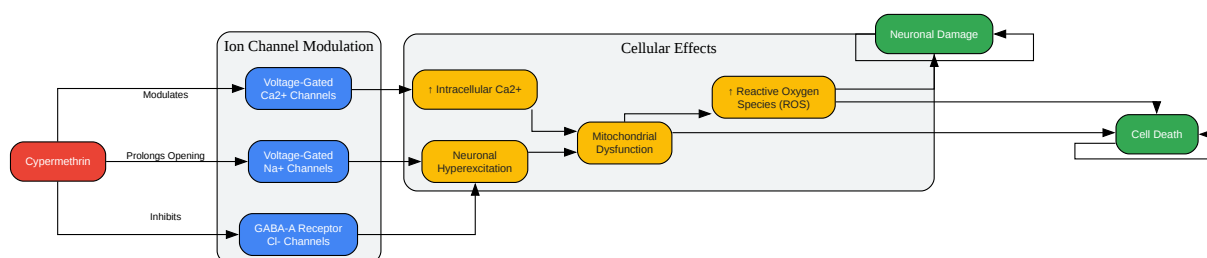 Neuronal Damage
Ion Channel Modulation
Cellular Effects
Voltage-Gated
Ca2+ Channels
↑ Intracellular Ca2+
↑ Reactive Oxygen
Species (ROS)
Modulates
Cell Death
Mitochondrial
Dysfunction
Cypermethrin
Prolongs Opening
Voltage-Gated
Na+ Channels
Neuronal
Hyperexcitation
Inhibits
GABA-A Receptor
Cl- Channels